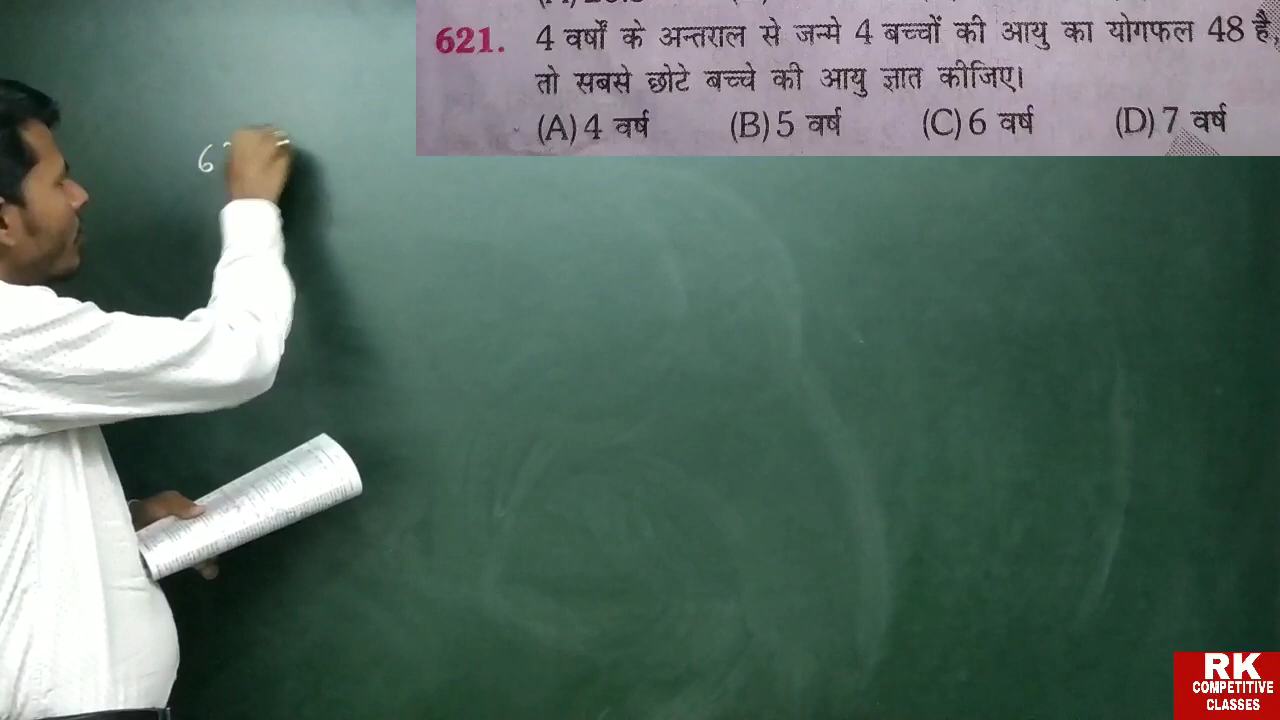 621. 4 वर्षों के अन्तराल से जन्मे 4 बच्चों की आयु का योगफल 48 है,
तो सबसे छोटे बच्चे की आयु ज्ञात कीजिए।
(A) 4 वर्ष (B) 5 वर्ष (C) 6 वर्ष (D) 7 वर्ष
6
RK
COMPETITIVE
CLASSES